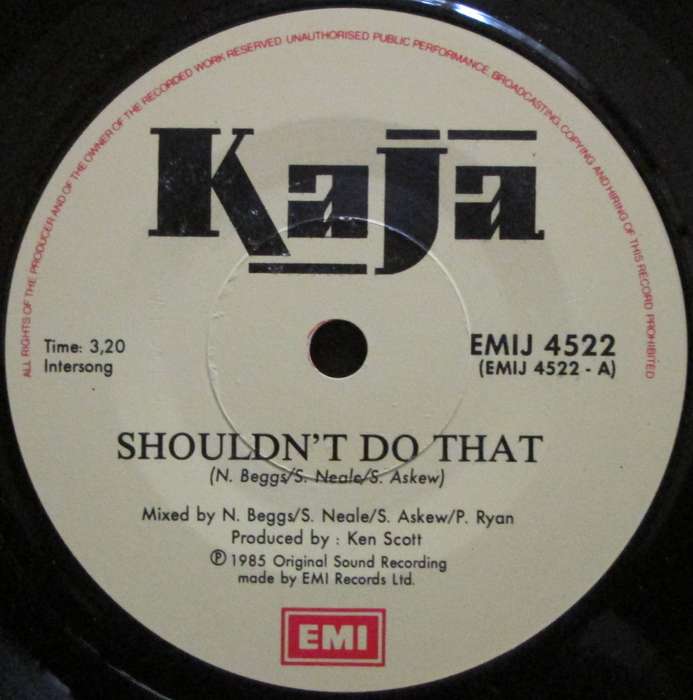 ALL RIGHTS OF THE PRODUCER AND OF THE OWNER OF THE RECORDED WORK RESERVED. UNAUTHORISED PUBLIC PERFORMANCE, BROADCASTING, COPYING AND HIRING OF THIS RECORD PROHIBITED
Kaja
Time: 3,20
Intersong
EMIJ 4522
(EMIJ 4522 - A)
SHOULDN'T DO THAT
(N. Beggs/S. Neale/S. Askew)
Mixed by N. Beggs/S. Neale/S. Askew/P. Ryan
Produced by : Ken Scott
℗ 1985 Original Sound Recording
made by EMI Records Ltd.
EMI